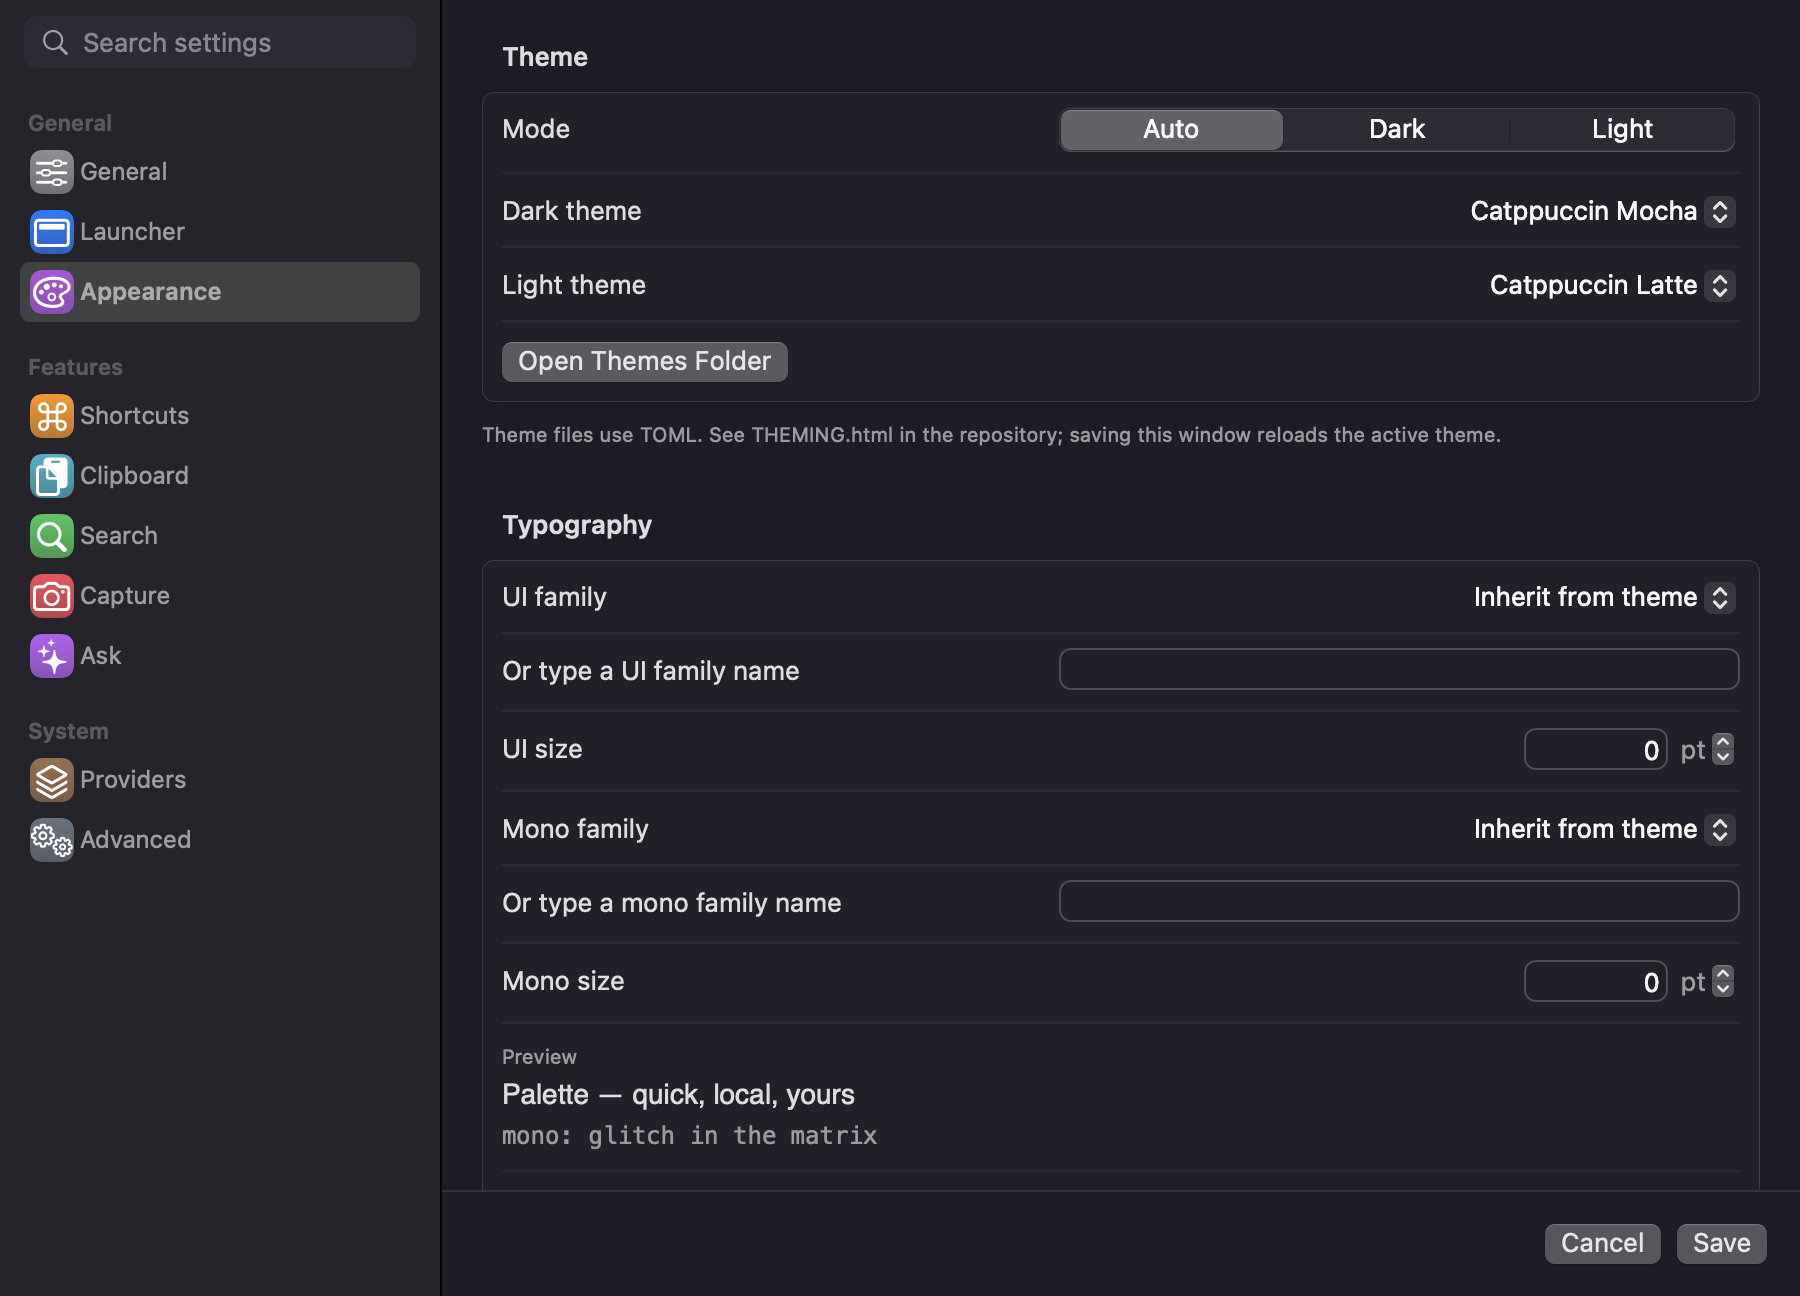 Search settings
General
General
Launcher
Appearance
Features
Shortcuts
Clipboard
Search
Capture
Ask
System
Providers
Advanced
Theme
Mode Auto Dark Light
Dark theme Catppuccin Mocha
Light theme Catppuccin Latte
Open Themes Folder
Theme files use TOML. See THEMING.html in the repository; saving this window reloads the active theme.
Typography
UI family Inherit from theme
Or type a UI family name
UI size 0 pt
Mono family Inherit from theme
Or type a mono family name
Mono size 0 pt
Preview
Palette — quick, local, yours
mono: glitch in the matrix
Cancel Save